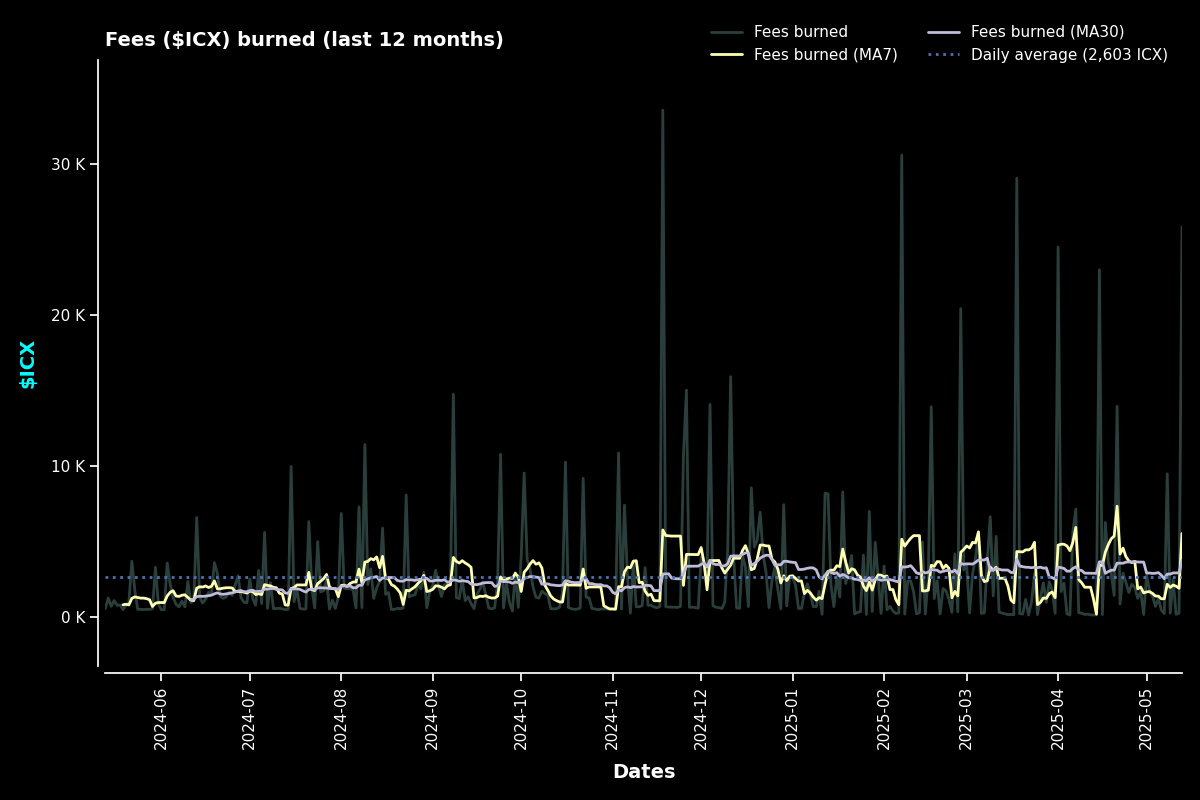 Fees ($ICX) burned (last 12 months)
Fees burned
Fees burned (MA7)
Fees burned (MA30)
Daily average (2,603 ICX)
30 K
20 K
10 K
0 K
$ICX
2024-06
2024-07
2024-08
2024-09
2024-10
2024-11
2024-12
2025-01
2025-02
2025-03
2025-04
2025-05
Dates